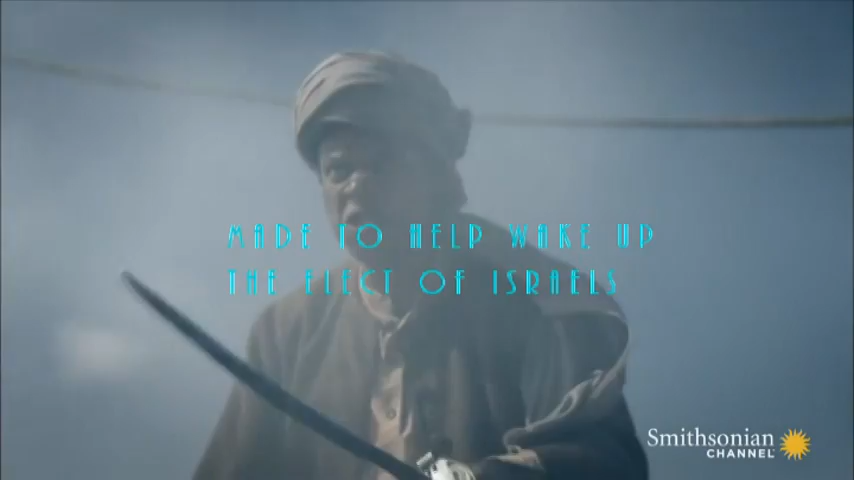 MADE TO HELP WAKE UP
THE ELECT OF ISRAELS
Smithsonian
CHANNEL